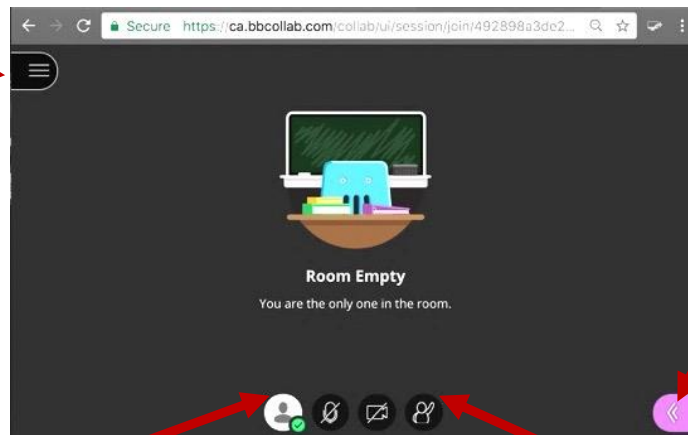 Secure https://ca.bbcollab.com/collab/ui/session/join/492898a3de2...
Room Empty
You are the only one in the room.